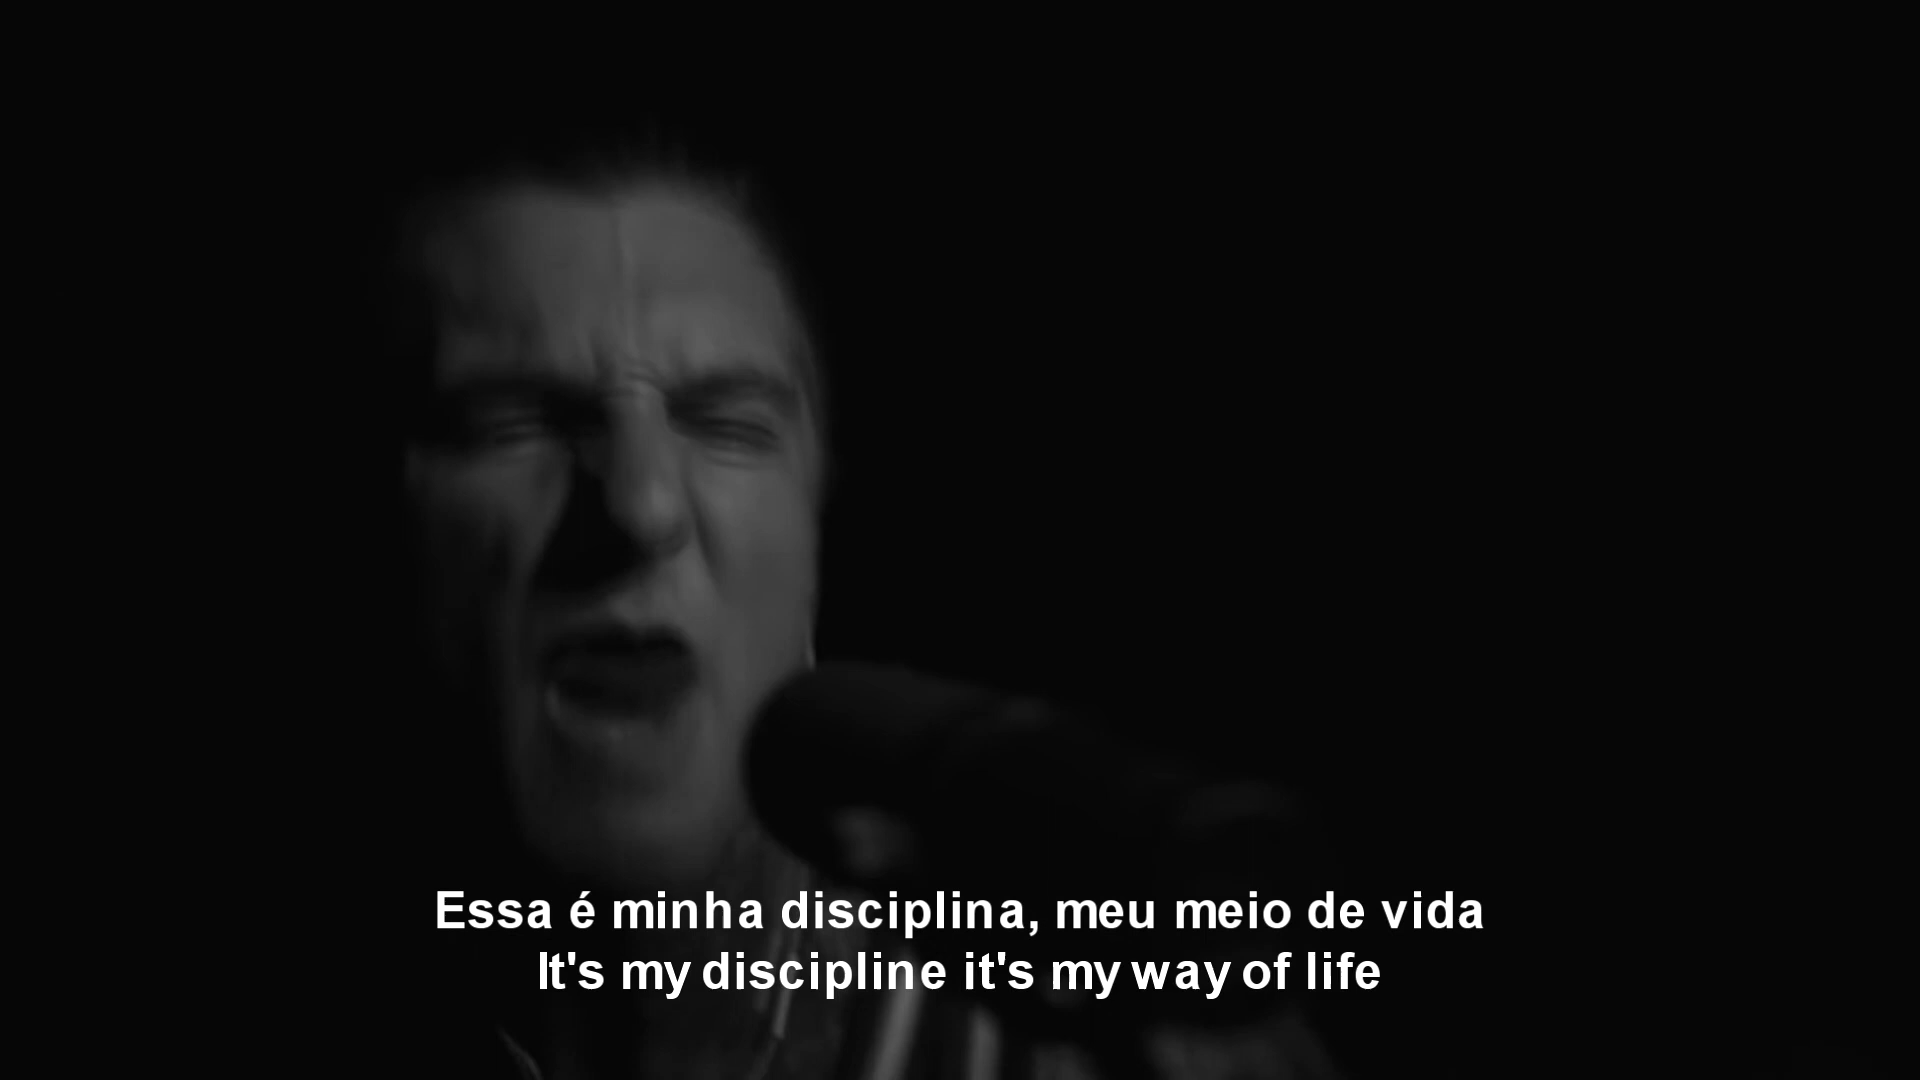 Essa é minha disciplina, meu meio de vida
It's my discipline it's my way of life